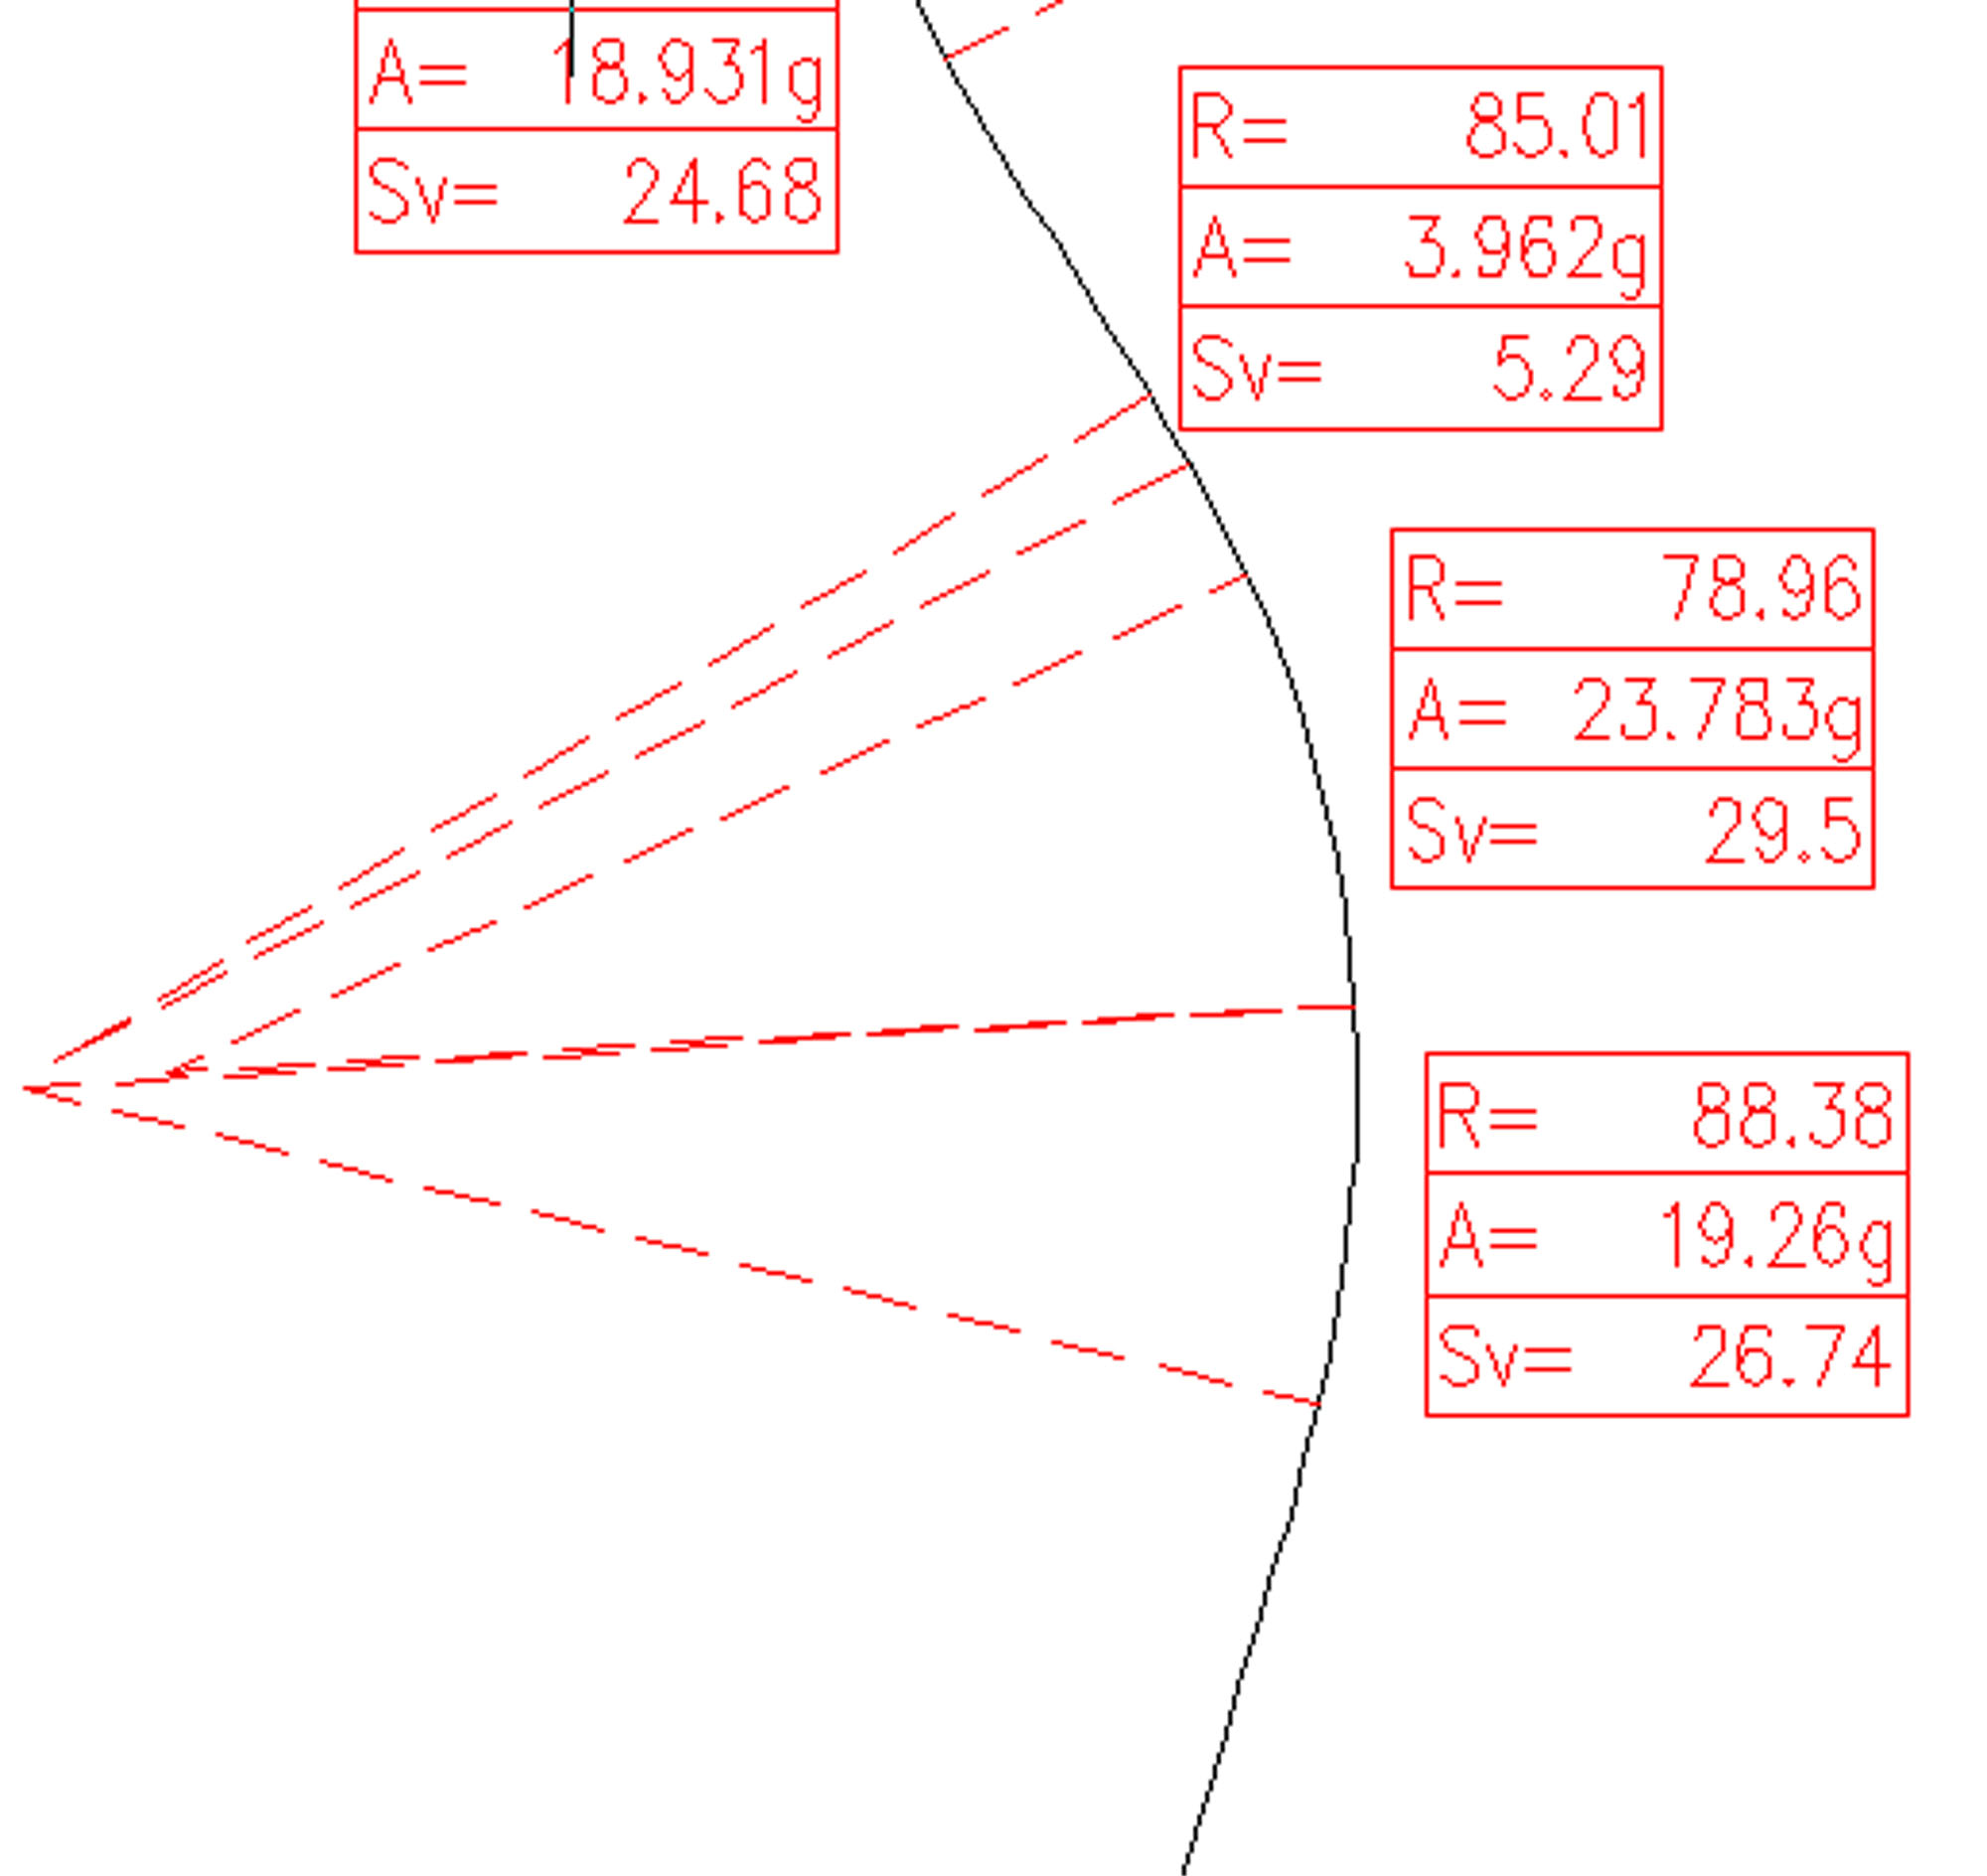 A= 18.931g
Sv= 24.68
R= 85.01
A= 3.962g
Sv= 5.29
R= 78.96
A= 23.783g
Sv= 29.5
R= 88.38
A= 19.26g
Sv= 26.74